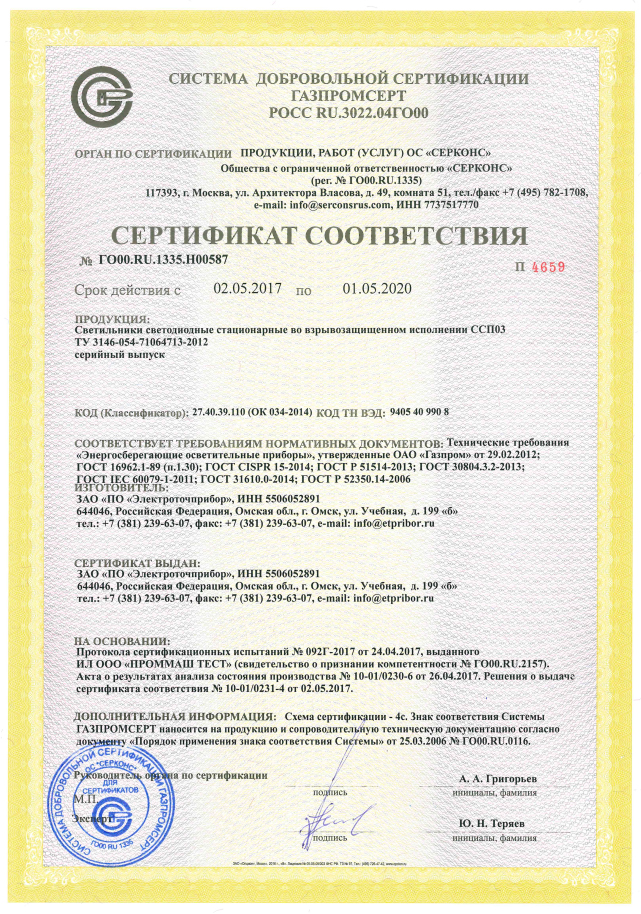 СИСТЕМА ДОБРОВОЛЬНОЙ СЕРТИФИКАЦИИ
ГАЗПРОМСЕРТ
РОСС RU.3022.04ГО00
ОРГАН ПО СЕРТИФИКАЦИИ ПРОДУКЦИИ, РАБОТ (УСЛУГ) ОС «СЕРКОНС»
Общества с ограниченной ответственностью «СЕРКОНС»
(рег. № ГО00.RU.1335)
117393, г. Москва, ул. Архитектора Власова, д. 49, комната 51, тел./факс +7 (495) 782-1708,
e-mail: info@serconsrus.com, ИНН 7737517770
СЕРТИФИКАТ СООТВЕТСТВИЯ
№ ГО00.RU.1335.Н00587
П 4659
Срок действия с 02.05.2017 по 01.05.2020
ПРОДУКЦИЯ:
Светильники светодиодные стационарные во взрывозащищенном исполнении ССП03
ТУ 3146-054-71064713-2012
серийный выпуск
КОД (Классификатор): 27.40.39.110 (ОК 034-2014) КОД ТН ВЭД: 9405 40 990 8
СООТВЕТСТВУЕТ ТРЕБОВАНИЯМ НОРМАТИВНЫХ ДОКУМЕНТОВ: Технические требования
«Энергосберегающие осветительные приборы», утвержденные ОАО «Газпром» от 29.02.2012;
ГОСТ 16962.1-89 (п.1.30); ГОСТ CISPR 15-2014; ГОСТ Р 51514-2013; ГОСТ 30804.3.2-2013;
ГОСТ IEC 60079-1-2011; ГОСТ 31610.0-2014; ГОСТ Р 52350.14-2006
ИЗГОТОВИТЕЛЬ:
ЗАО «ПО «Электроточприбор», ИНН 5506052891
644046, Российская Федерация, Омская обл., г. Омск, ул. Учебная, д. 199 «б»
тел.: +7 (381) 239-63-07, факс: +7 (381) 239-63-07, e-mail: info@etpribor.ru
СЕРТИФИКАТ ВЫДАН:
ЗАО «ПО «Электроточприбор», ИНН 5506052891
644046, Российская Федерация, Омская обл., г. Омск, ул. Учебная, д. 199 «б»
тел.: +7 (381) 239-63-07, факс: +7 (381) 239-63-07, e-mail: info@etpribor.ru
НА ОСНОВАНИИ:
Протокола сертификационных испытаний № 092Г-2017 от 24.04.2017, выданного
ИЛ ООО «ПРОММАШ ТЕСТ» (свидетельство о признании компетентности № ГО00.RU.2157).
Акта о результатах анализа состояния производства № 10-01/0230-6 от 26.04.2017. Решения о выдаче
сертификата соответствия № 10-01/0231-4 от 02.05.2017.
ДОПОЛНИТЕЛЬНАЯ ИНФОРМАЦИЯ: Схема сертификации - 4с. Знак соответствия Системы
ГАЗПРОМСЕРТ наносится на продукцию и сопроводительную техническую документацию согласно
документу «Порядок применения знака соответствия Системы» от 25.03.2006 № ГО00.RU.0116.
Руководитель органа по сертификации
А. А. Григорьев
подпись
инициалы, фамилия
М.П.
Эксперт
Ю. Н. Теряев
подпись
инициалы, фамилия
СИСТЕМА ДОБРОВОЛЬНОЙ СЕРТИФИКАЦИИ ГАЗПРОМСЕРТ
ОС "СЕРКОНС"
ДЛЯ
СЕРТИФИКАТОВ
ГО00 RU 1335